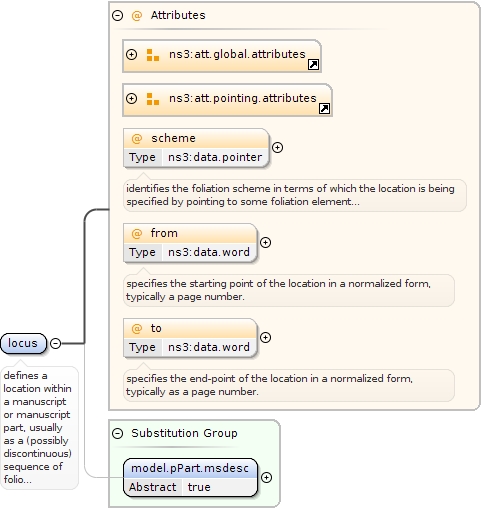 Attributes
ns3:att.global.attributes
ns3:att.pointing.attributes
scheme
Type ns3:data.pointer
identifies the foliation scheme in terms of which the location is being
specified by pointing to some foliation element...
from
Type ns3:data.word
specifies the starting point of the location in a normalized form,
typically a page number.
to
Type ns3:data.word
specifies the end-point of the location in a normalized form,
typically as a page number.
locus
defines a
location within
a manuscript
or manuscript
part, usually
as a (possibly
discontinuous)
sequence of
folio...
Substitution Group
model.pPart.msdesc
Abstract true